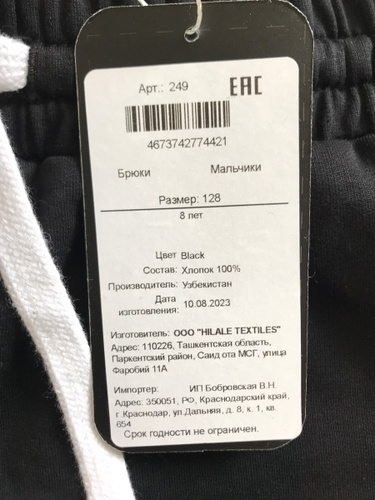 Арт.: 249 EAC
4673742774421
Брюки Мальчики
Размер: 128
8 лет
Цвет Black
Состав: Хлопок 100%
Производитель: Узбекистан
Дата изготовления: 10.08.2023
Изготовитель: ООО "HILALE TEXTILES"
Адрес: 110226, Ташкентская область,
Паркентский район, Саид ота МСГ, улица
Фаробий 11А
Импортер: ИП Бобровская В.Н.
Адрес: 350051, РФ, Краснодарский край,
г.Краснодар, ул.Дальняя, д. 8, к. 1, кв.
654
Срок годности не ограничен.